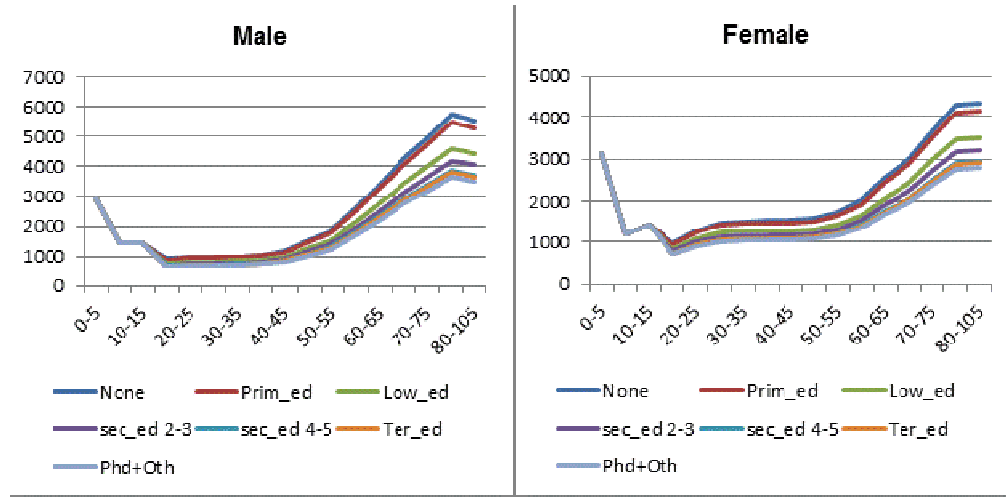 Male
7000
6000
5000
4000
3000
2000
1000
0
0-5
10-15
20-25
30-35
40-45
50-55
60-65
70-75
80-105
None
Prim_ed
Low_ed
sec_ed 2-3
sec_ed 4-5
Ter_ed
Phd+Oth
Female
5000
4000
3000
2000
1000
0
0-5
10-15
20-25
30-35
40-45
50-55
60-65
70-75
80-105
None
Prim_ed
Low_ed
sec_ed 2-3
sec_ed 4-5
Ter_ed
Phd+Oth